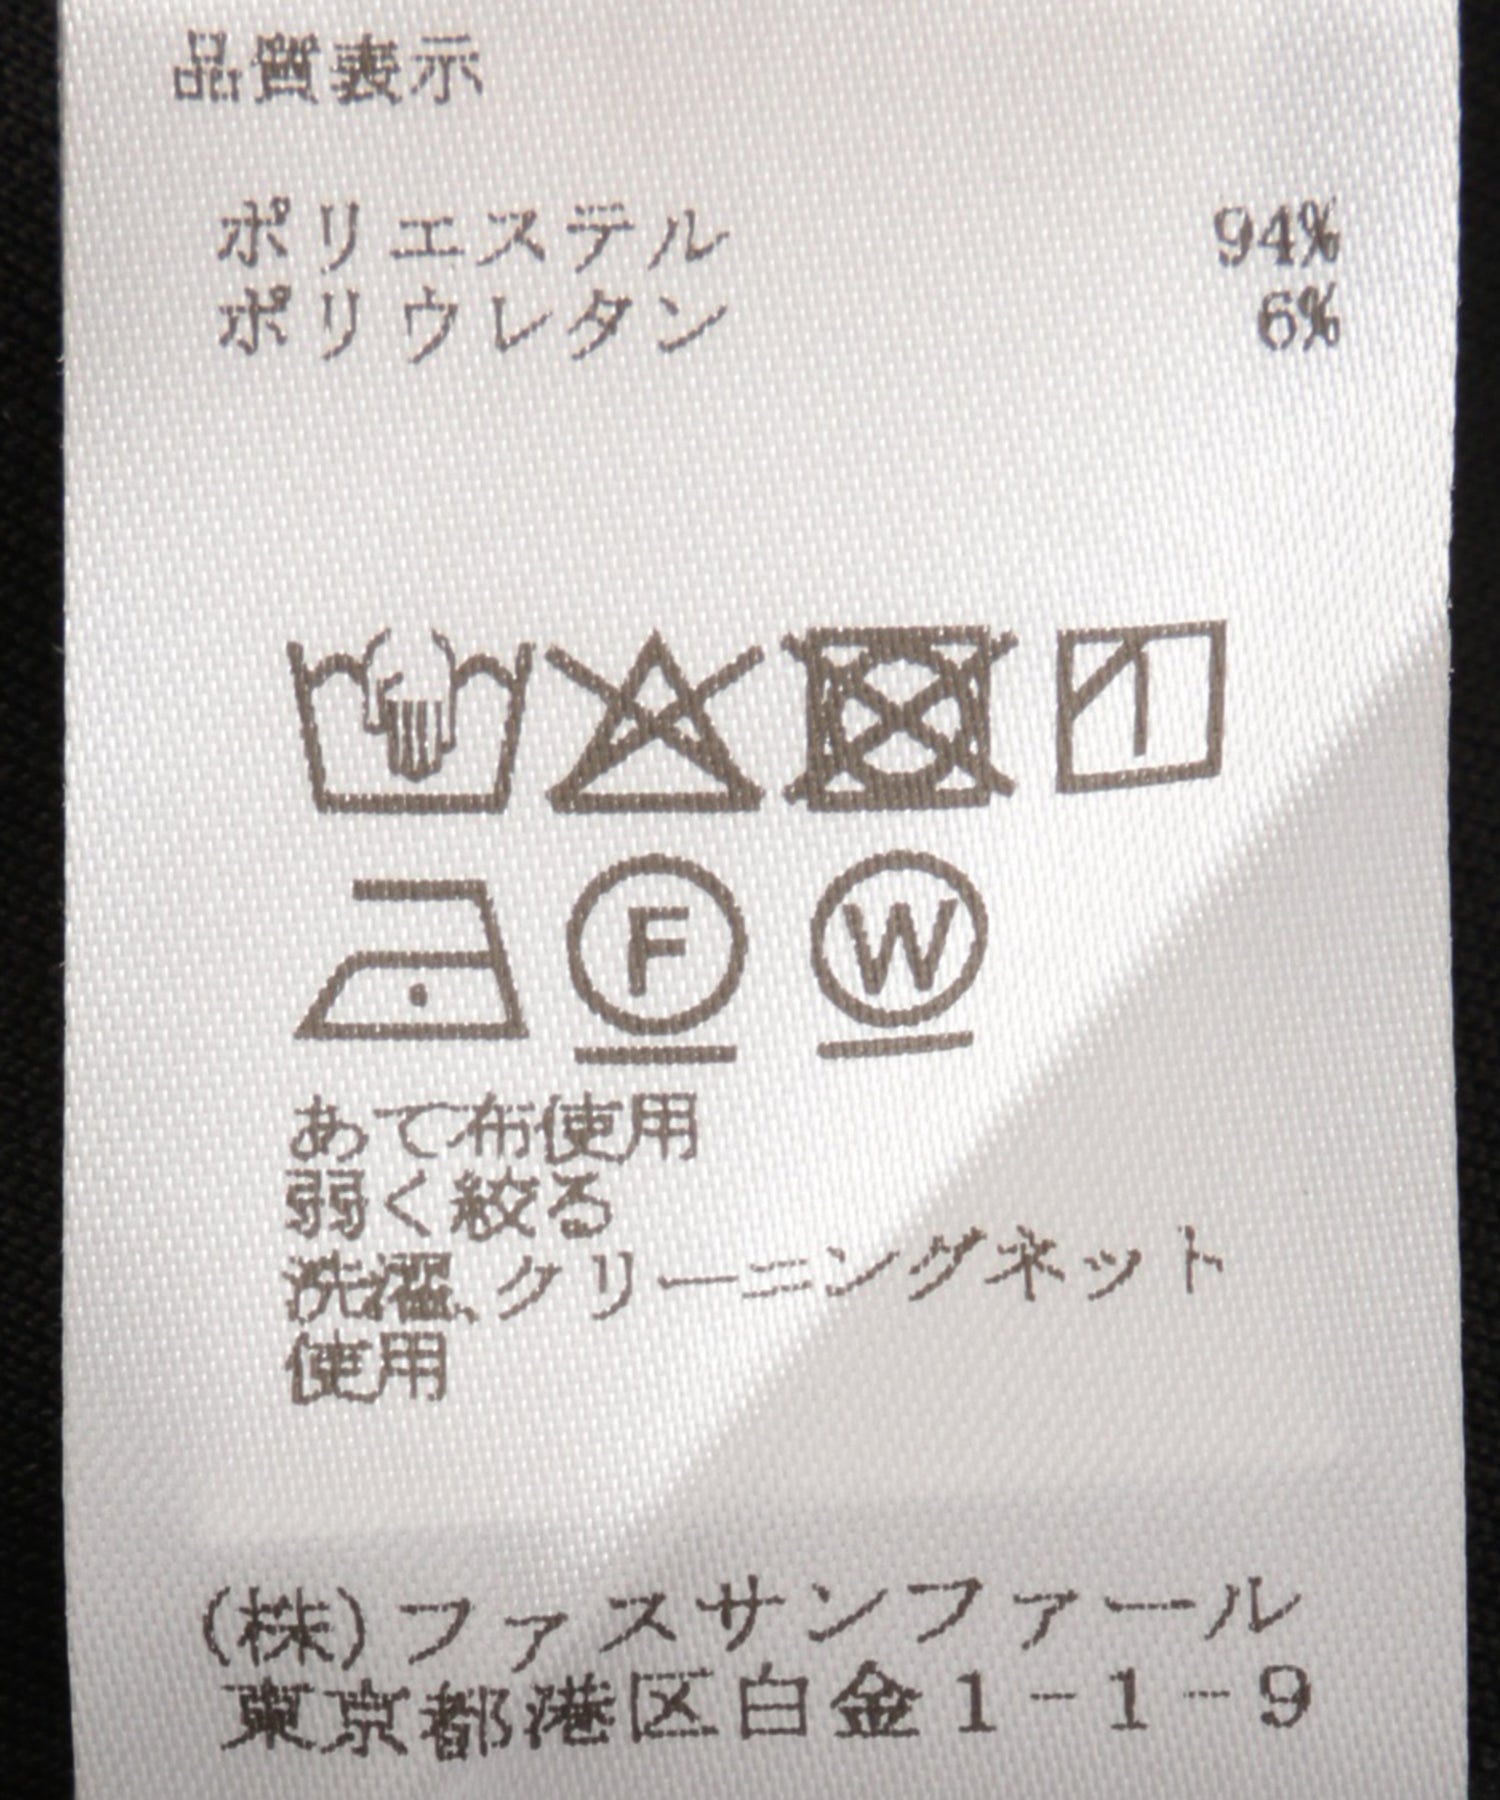 品質表示
ポリエステル 94%
ポリウレタン 6%
F W
あて布使用
弱く絞る
洗濯、クリーニングネット
使用
(株)ファスサンファール
東京都港区白金1-1-9